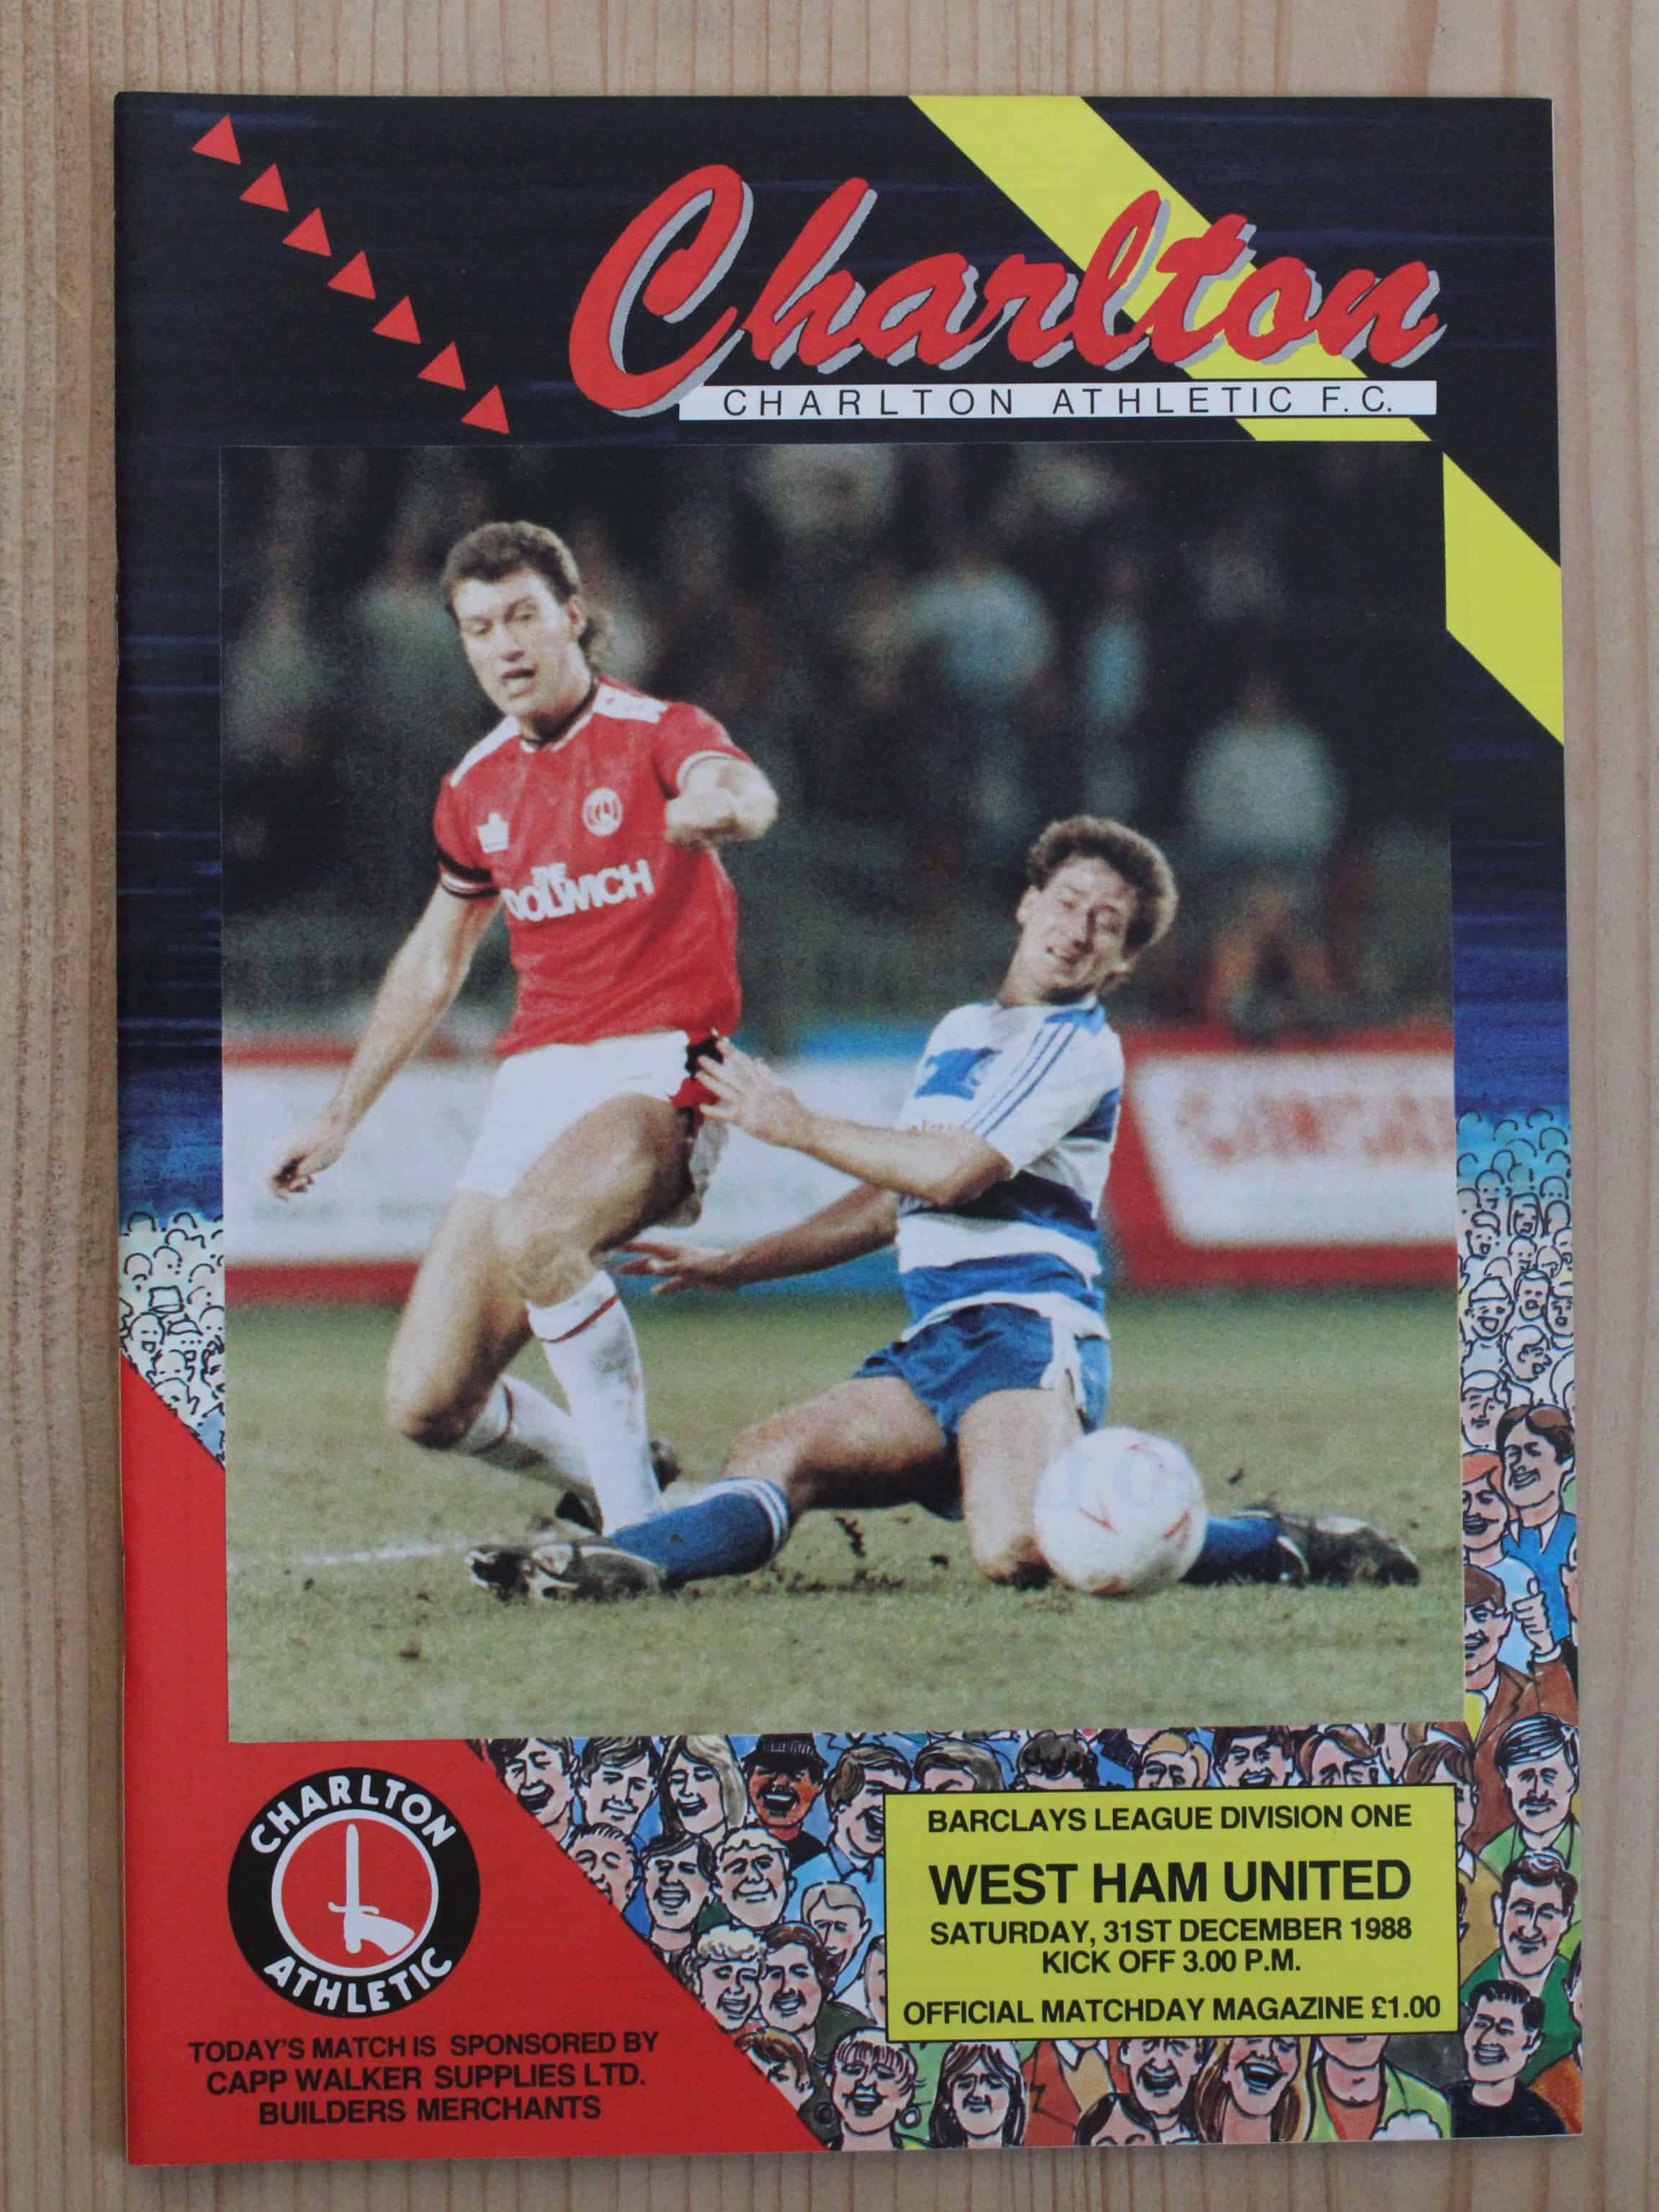 Charlton
CHARLTON ATHLETIC F.C.
THE
WOOLWICH
CHARLTON
ATHLETIC
TODAY'S MATCH IS SPONSORED BY
CAPP WALKER SUPPLIES LTD.
BUILDERS MERCHANTS
BARCLAYS LEAGUE DIVISION ONE
WEST HAM UNITED
SATURDAY, 31ST DECEMBER 1988
KICK OFF 3.00 P.M.
OFFICIAL MATCHDAY MAGAZINE £1.00